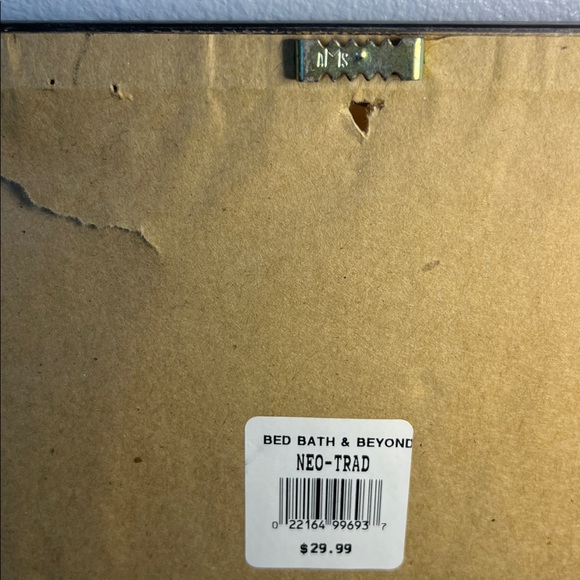 BED BATH & BEYOND
NEO-TRAD
0 22164 99693 7
$29.99